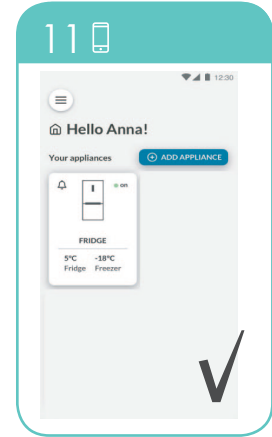 11
12:30
Hello Anna!
Your appliances
ADD APPLIANCE
on
FRIDGE
5°C -18°C
Fridge Freezer